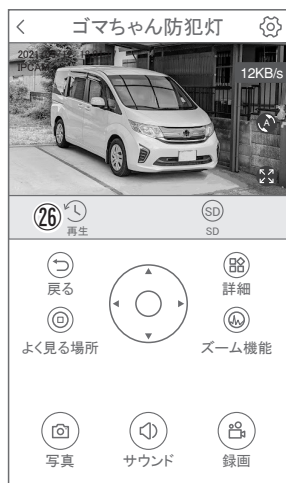 ゴマちゃん防犯灯
IPCAM
12KB/s
A
㉖
再生
SD
SD
戻る
詳細
よく見る場所
ズーム機能
写真
サウンド
録画